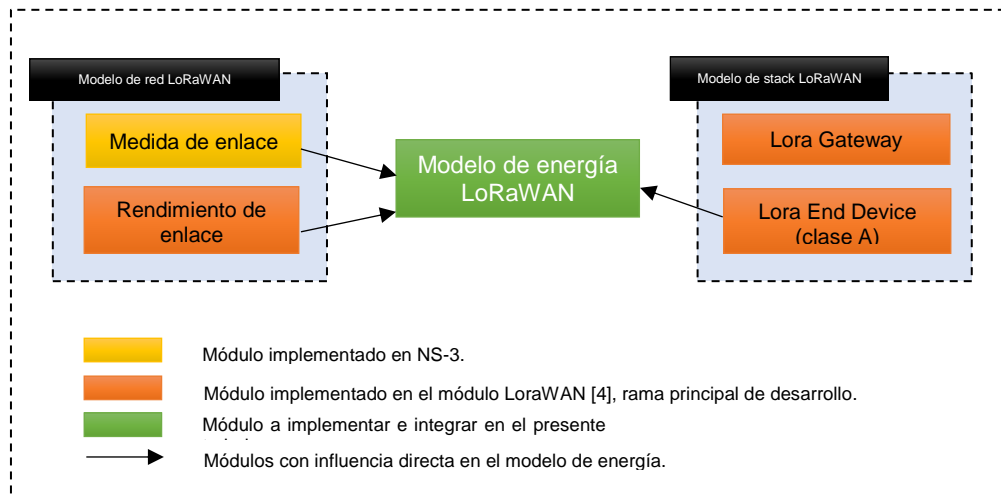 Modelo de red LoRaWAN
Medida de enlace
Rendimiento de
enlace
Modelo de energía
LoRaWAN
Modelo de stack LoRaWAN
Lora Gateway
Lora End Device
(clase A)
Módulo implementado en NS-3.
Módulo implementado en el módulo LoraWAN [4], rama principal de desarrollo.
Módulo a implementar e integrar en el presente
Módulos con influencia directa en el modelo de energía.